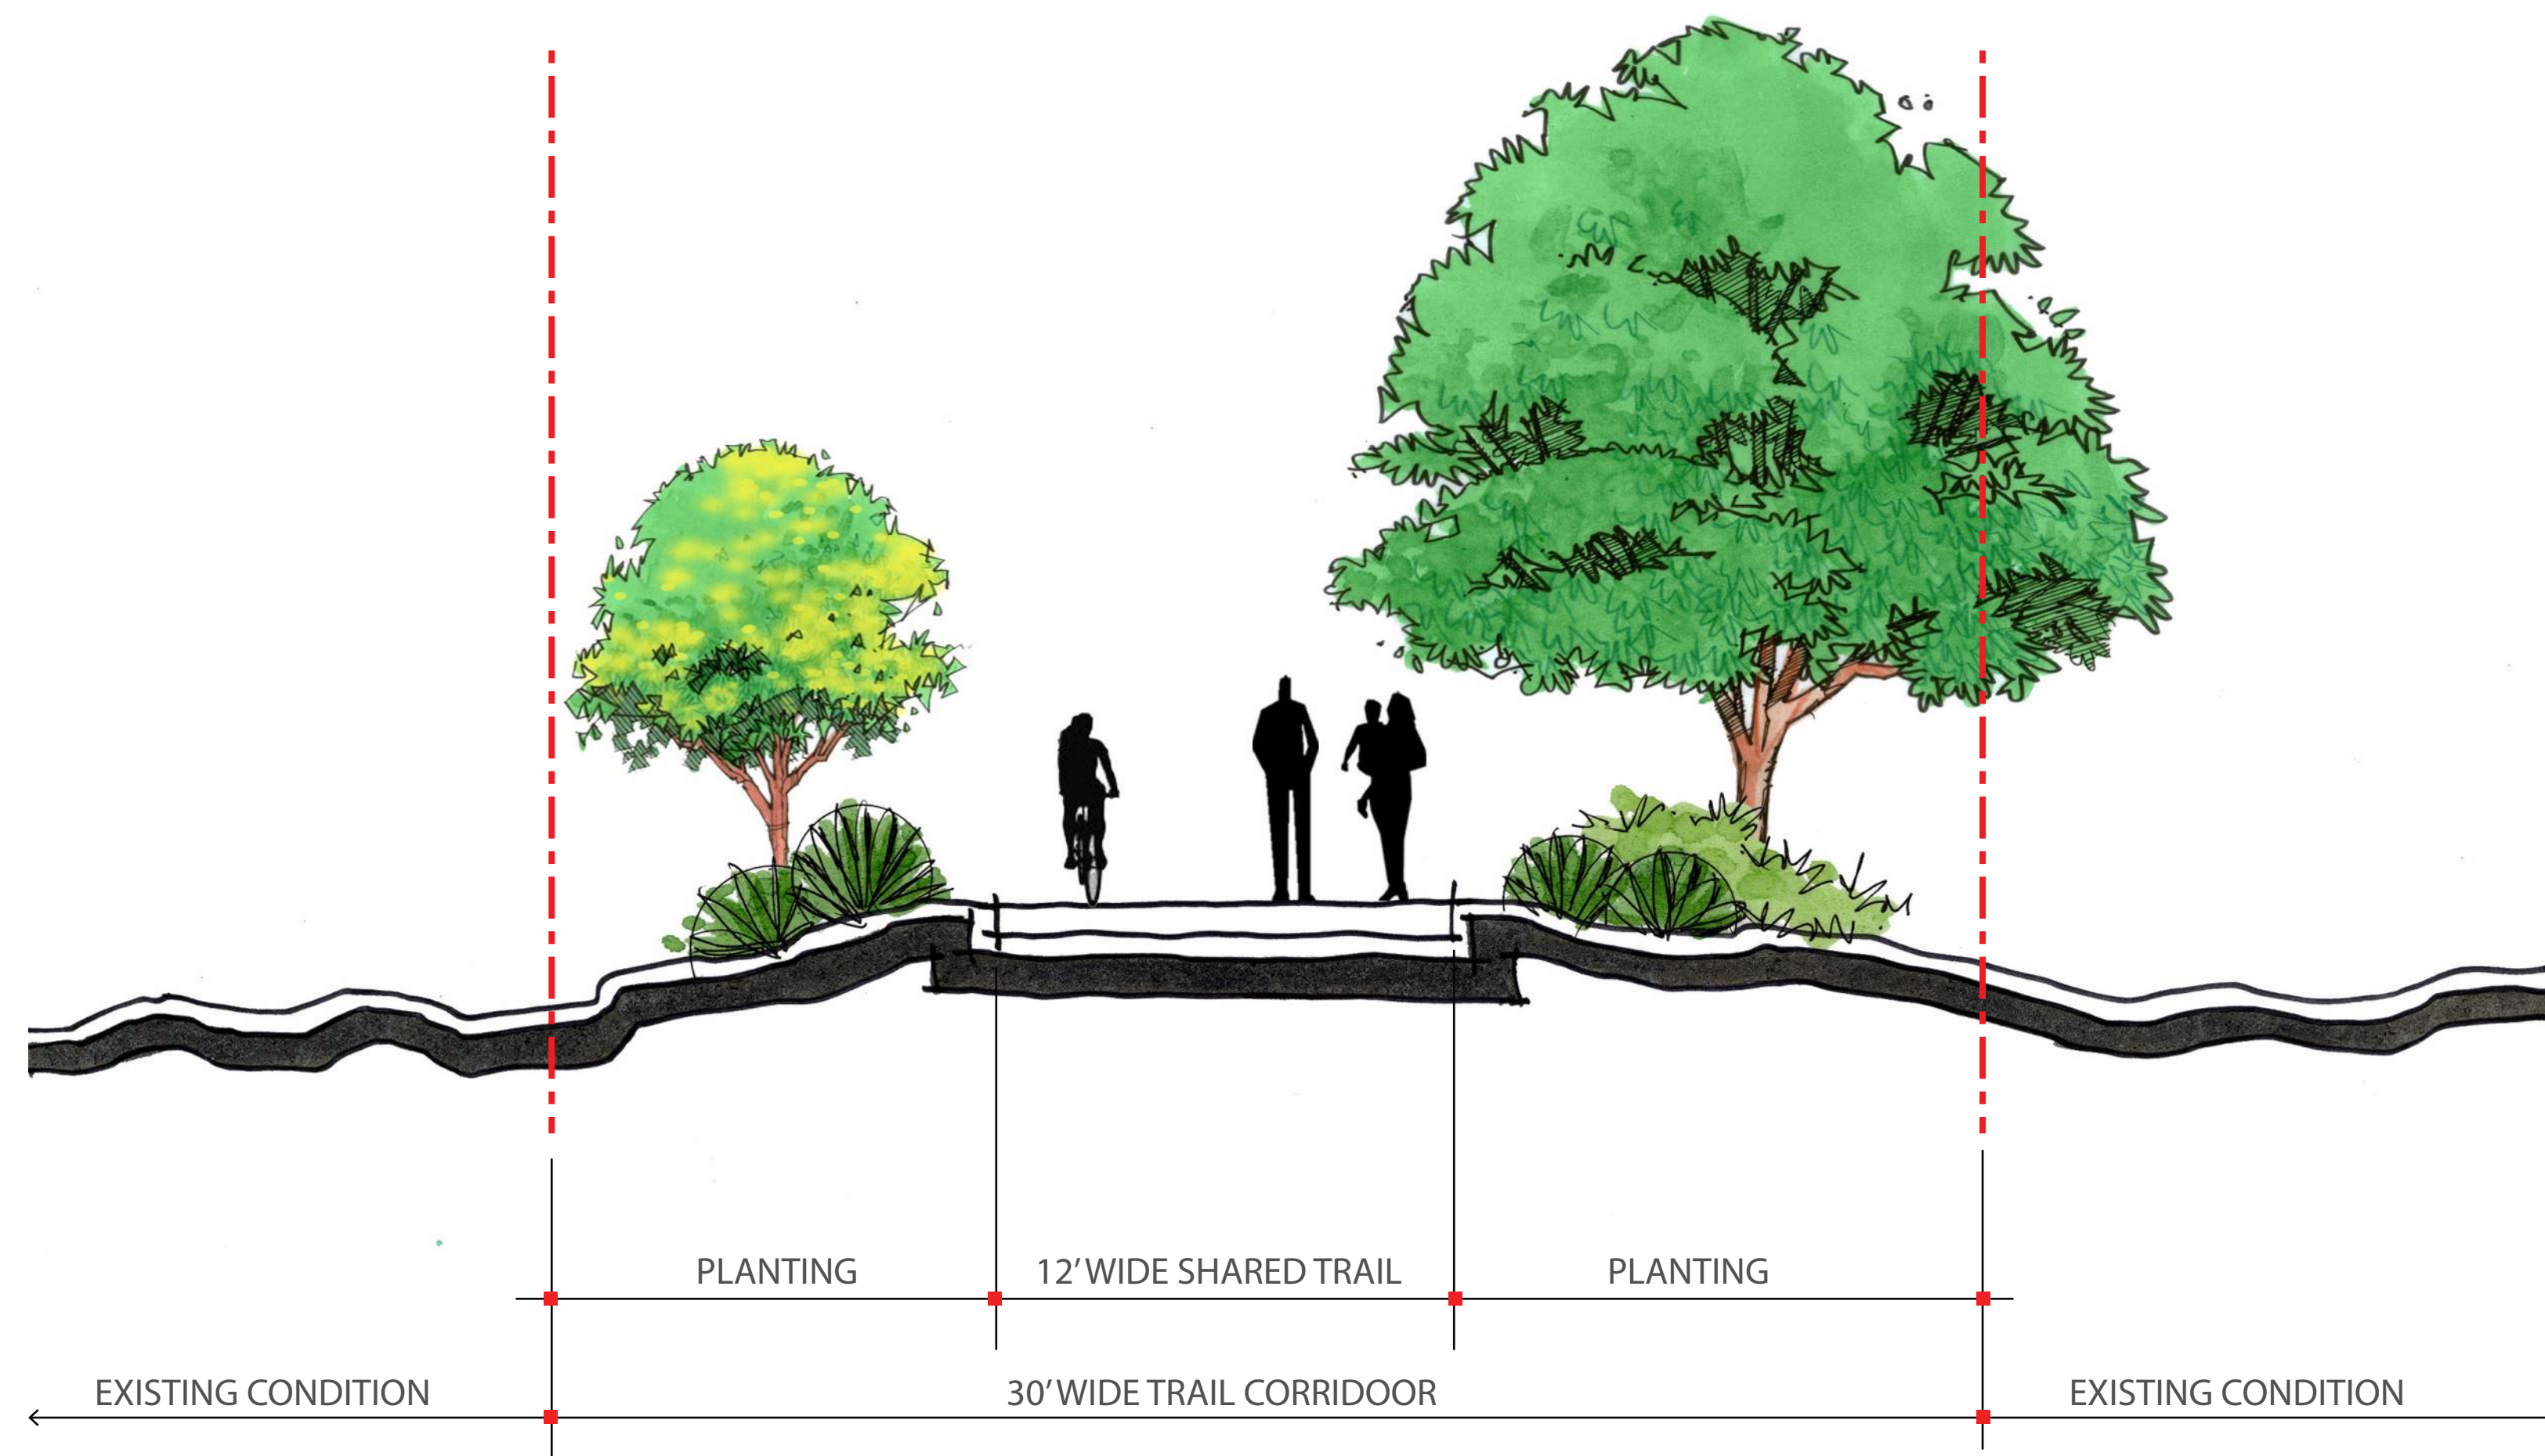 PLANTING
12' WIDE SHARED TRAIL
PLANTING
EXISTING CONDITION
30' WIDE TRAIL CORRIDOOR
EXISTING CONDITION